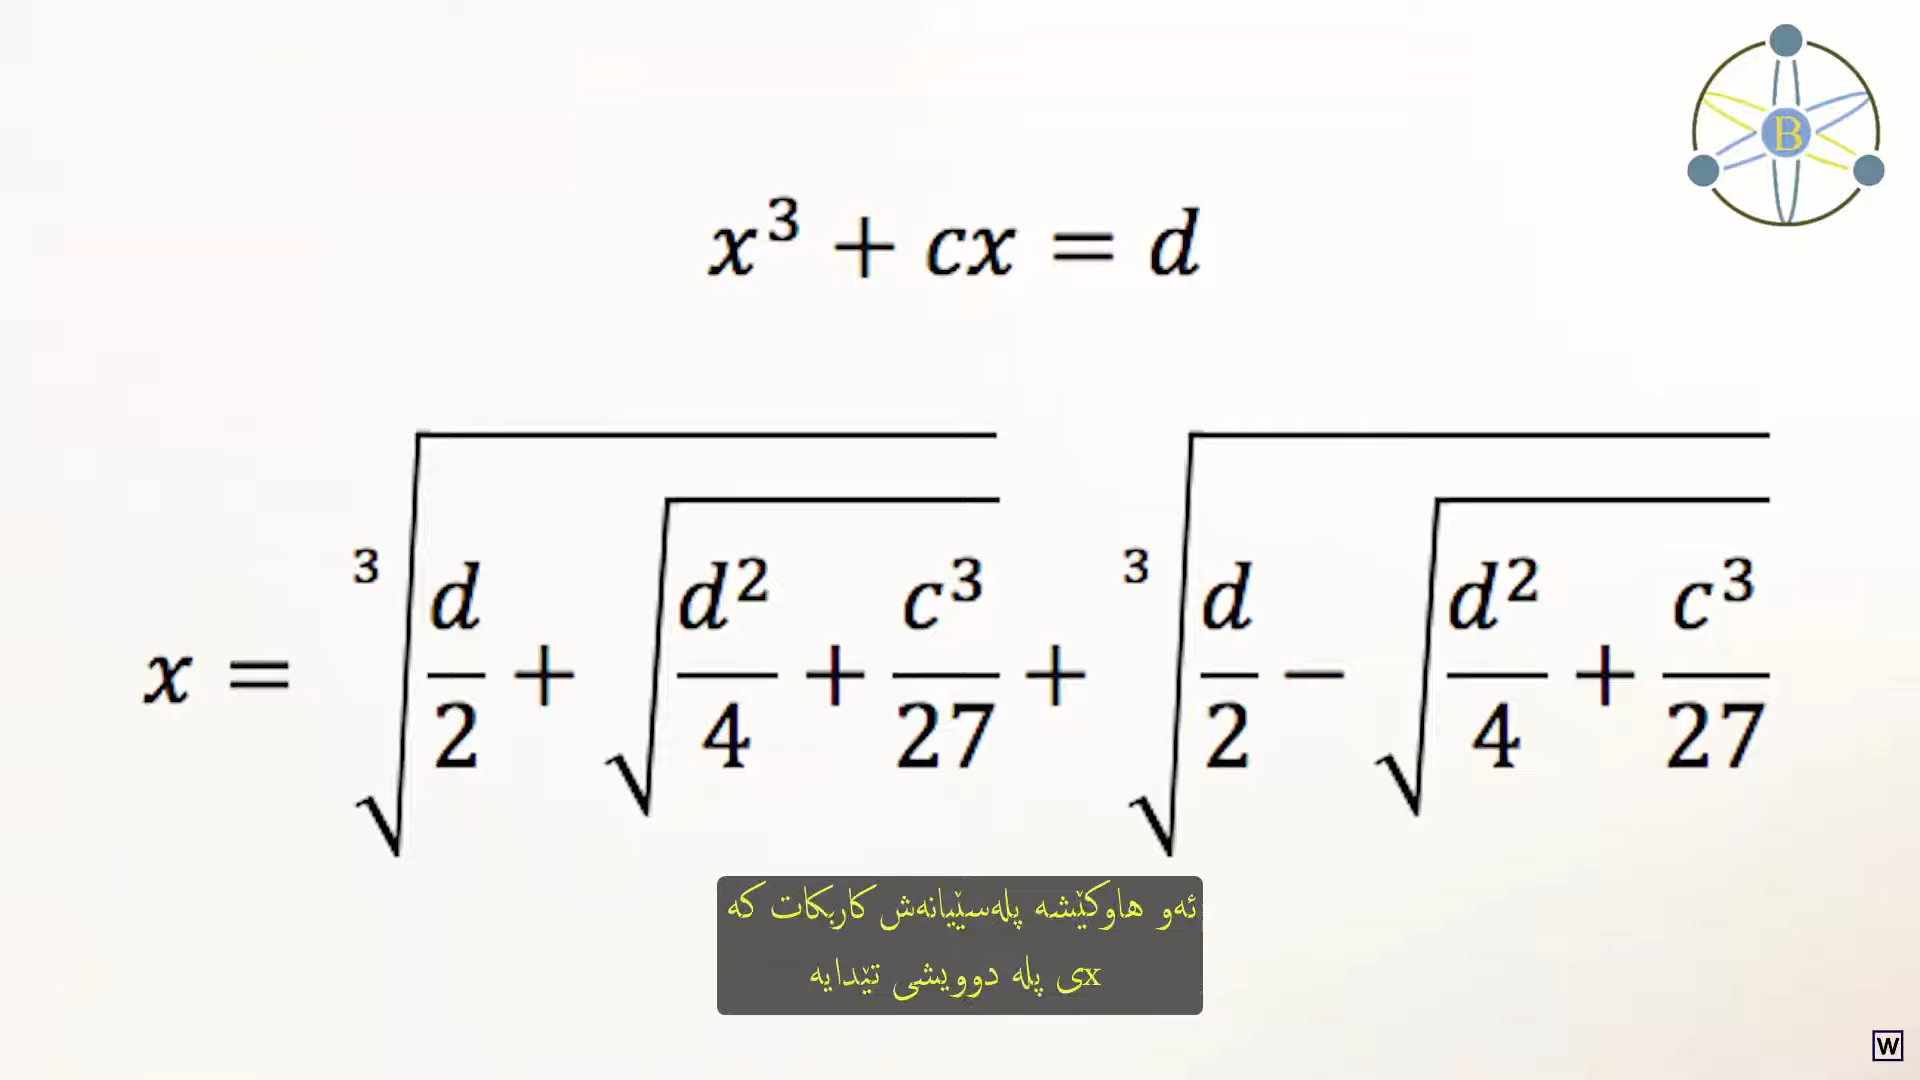 B
x³ + cx = d
x = ∛(d/2 + √(d²/4 + c³/27)) + ∛(d/2 − √(d²/4 + c³/27))
ئەو هاوکێشە پلەسێیانەش کاربکات کە
xی پلە دوویشی تێدایە
W